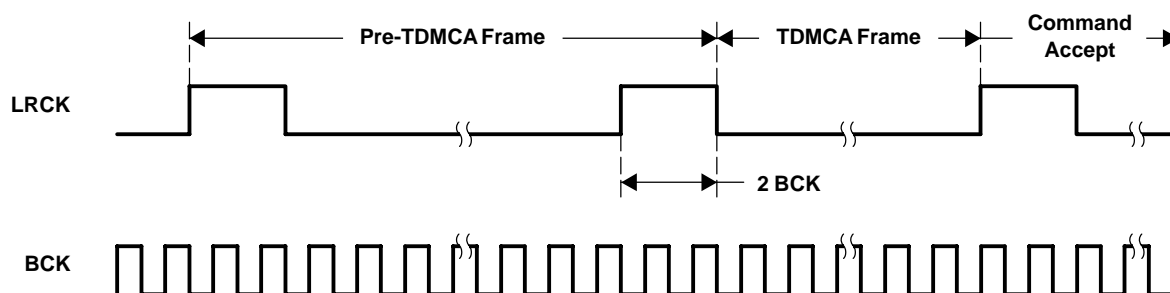 Pre-TDMCA Frame
TDMCA Frame
Command
Accept
LRCK
2 BCK
BCK